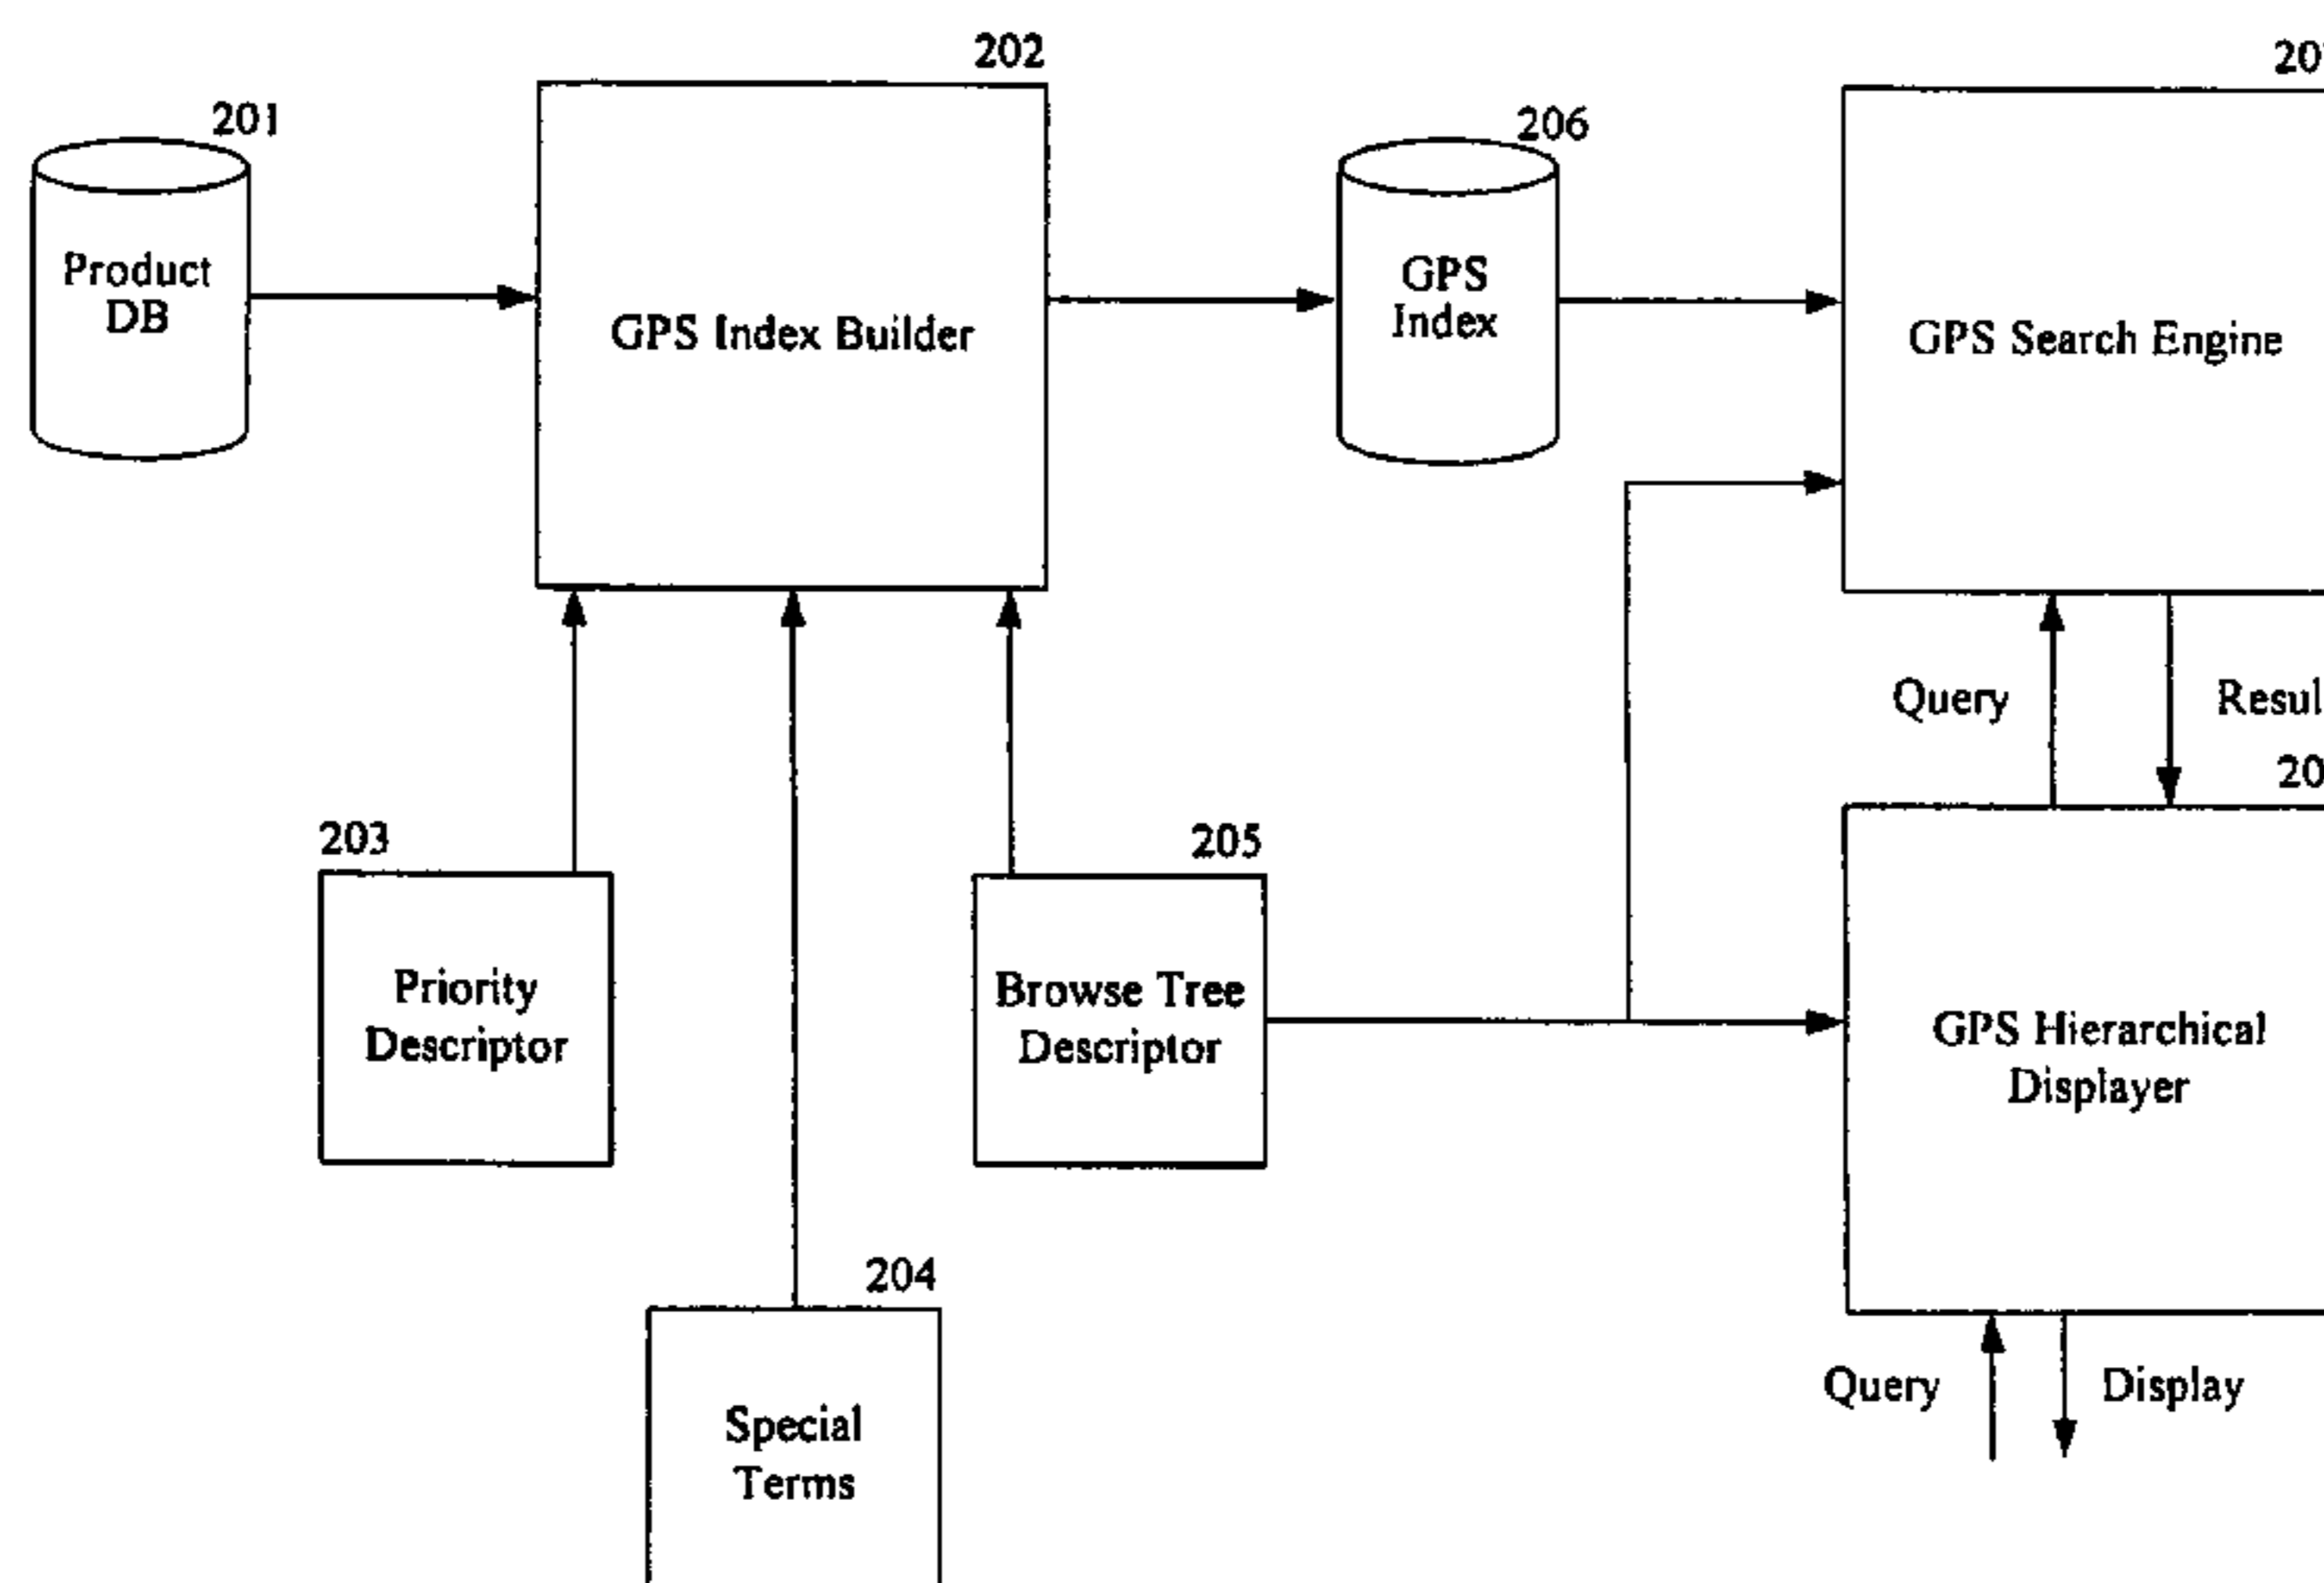 202
201
206
Product
DB
GPS Index Builder
GPS
Index
GPS Search Engine
Query
203
205
Priority
Descriptor
Browse Tree
Descriptor
GPS Hierarchical
Displayer
204
Query
Display
Special
Terms